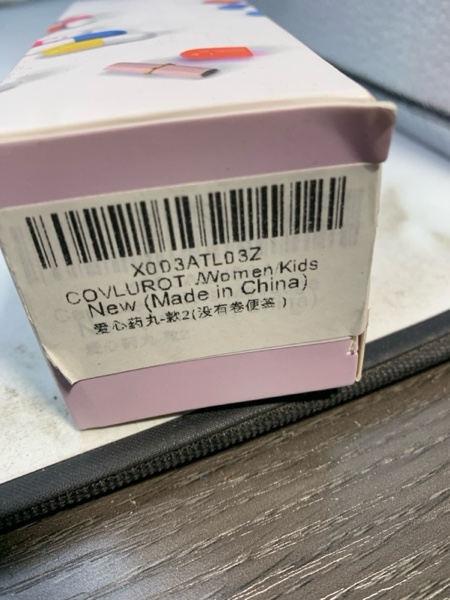 X003ATL03Z
COVLUROT /Women/Kids
New (Made in China)
爱心药丸-款2(没有卷便签 )